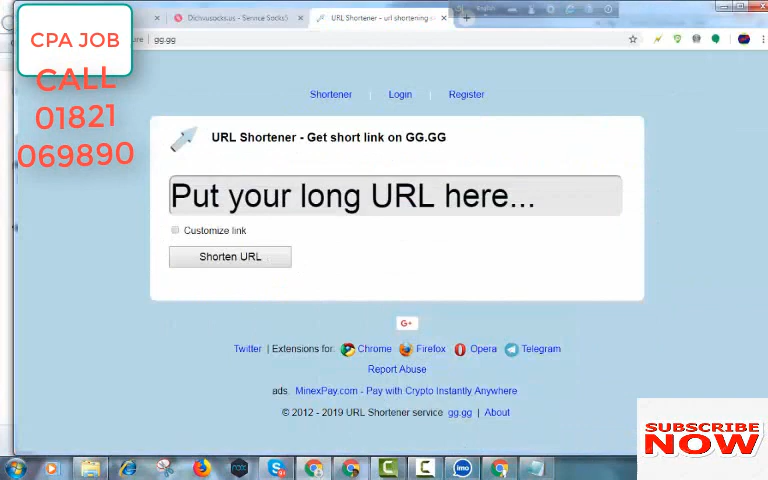 Dichvusocks.us - Service Socks5
URL Shortener - url shortening
gg.gg
CPA JOB
CALL
01821
069890
Shortener | Login | Register
URL Shortener - Get short link on GG.GG
Put your long URL here...
Customize link
Shorten URL
G+
Twitter | Extensions for: Chrome Firefox Opera Telegram
Report Abuse
ads. MinexPay.com - Pay with Crypto Instantly Anywhere
© 2012 - 2019 URL Shortener service gg.gg | About
SUBSCRIBE
NOW
imo